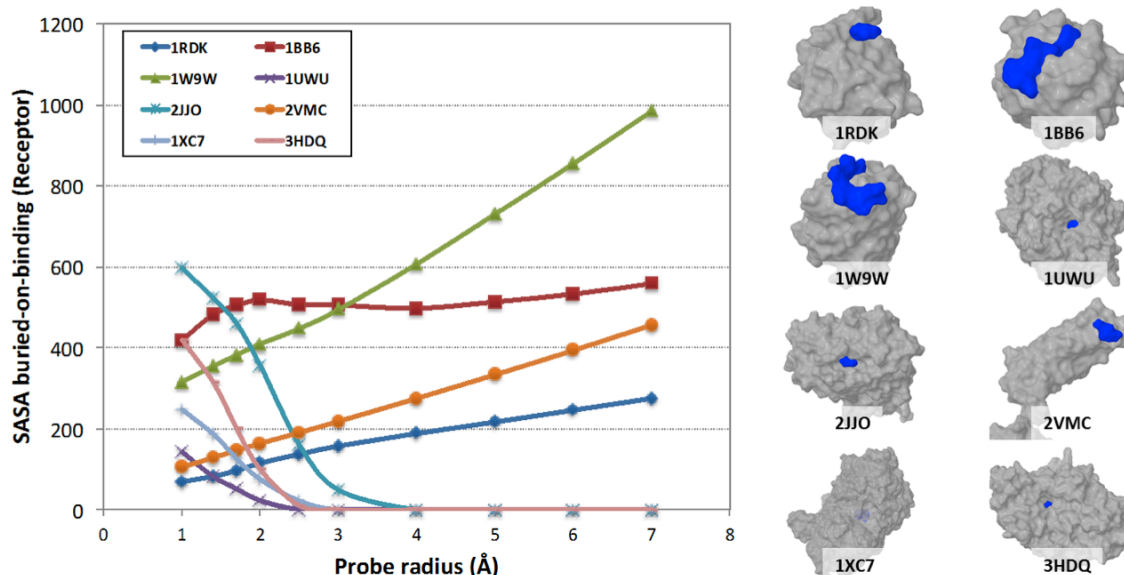 1200
1000
800
600
400
200
0
SASA buried-on-binding (Receptor)
1RDK 1BB6
1W9W 1UWU
2JJO 2VMC
1XC7 3HDQ
0 1 2 3 4 5 6 7 8
Probe radius (Å)
1RDK 1BB6
1W9W 1UWU
2JJO 2VMC
1XC7 3HDQ